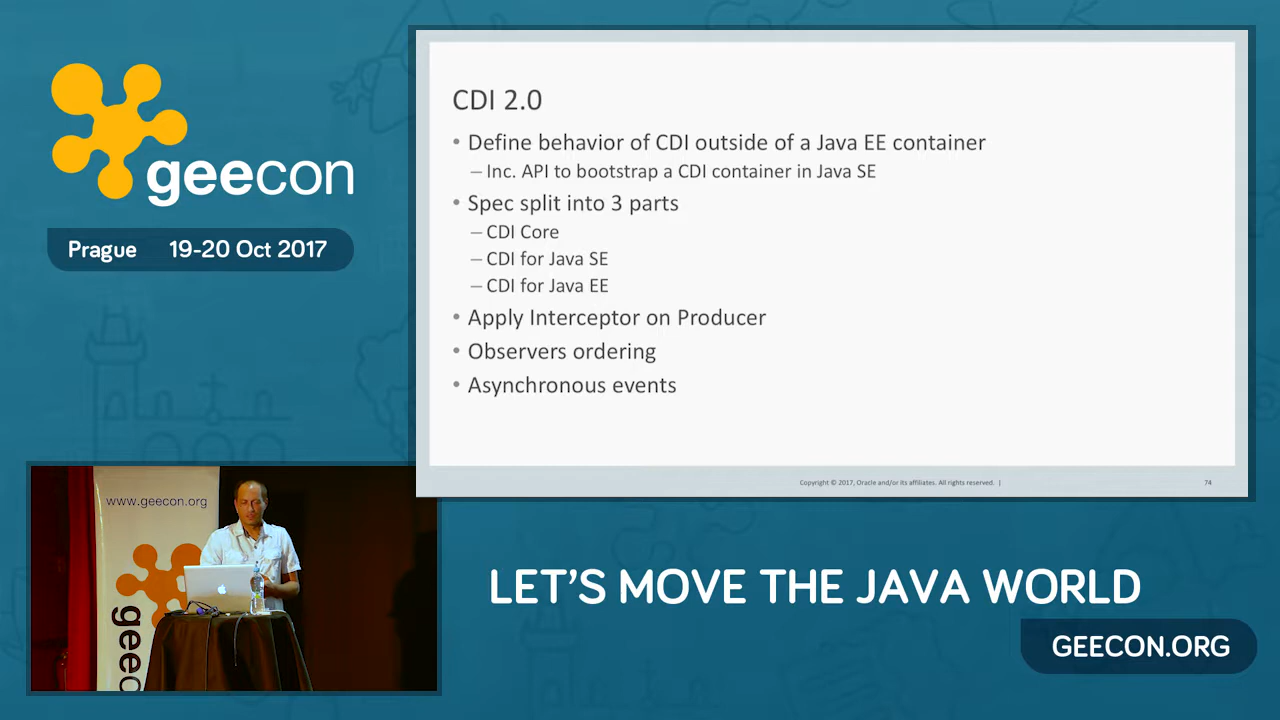 geecon
Prague 19-20 Oct 2017
CDI 2.0
• Define behavior of CDI outside of a Java EE container
– Inc. API to bootstrap a CDI container in Java SE
• Spec split into 3 parts
– CDI Core
– CDI for Java SE
– CDI for Java EE
• Apply Interceptor on Producer
• Observers ordering
• Asynchronous events
Copyright © 2017, Oracle and/or its affiliates. All rights reserved. |
74
www.geecon.org
geec
LET'S MOVE THE JAVA WORLD
GEECON.ORG